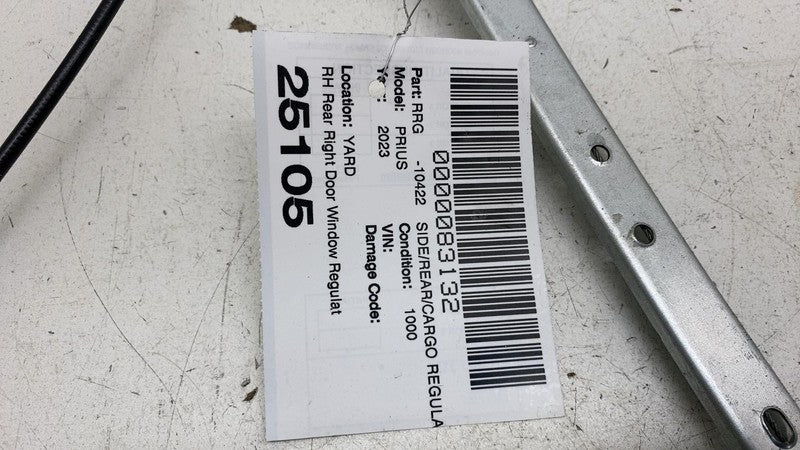 0000083132
Part: RRG -10422 SIDE/REAR/CARGO REGULA
Model: PRIUS Condition: 1000
Year: 2023 VIN:
Damage Code:
Location: YARD
RH Rear Right Door Window Regulat
25105